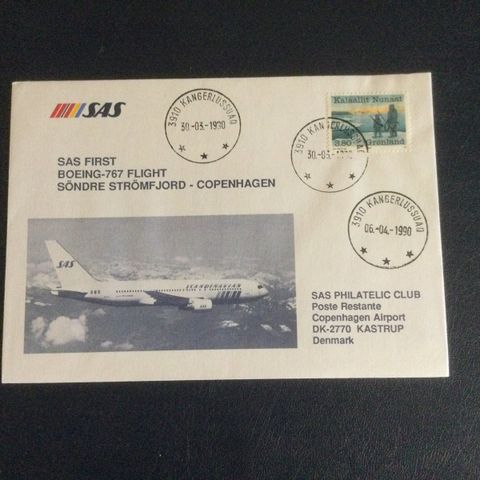 SAS
3910 KANGERLUSSUAQ
30.-03.-1990
Kalaallit Nunaat
3.80 Grønland
3910 KANGERLUSSUAQ
30.-03.-1990
SAS FIRST
BOEING-767 FLIGHT
SÖNDRE STRÖMFJORD - COPENHAGEN
3910 KANGERLUSSUAQ
06.-04.-1990
SAS
SCANDINAVIAN
SAS PHILATELIC CLUB
Poste Restante
Copenhagen Airport
DK-2770 KASTRUP
Denmark